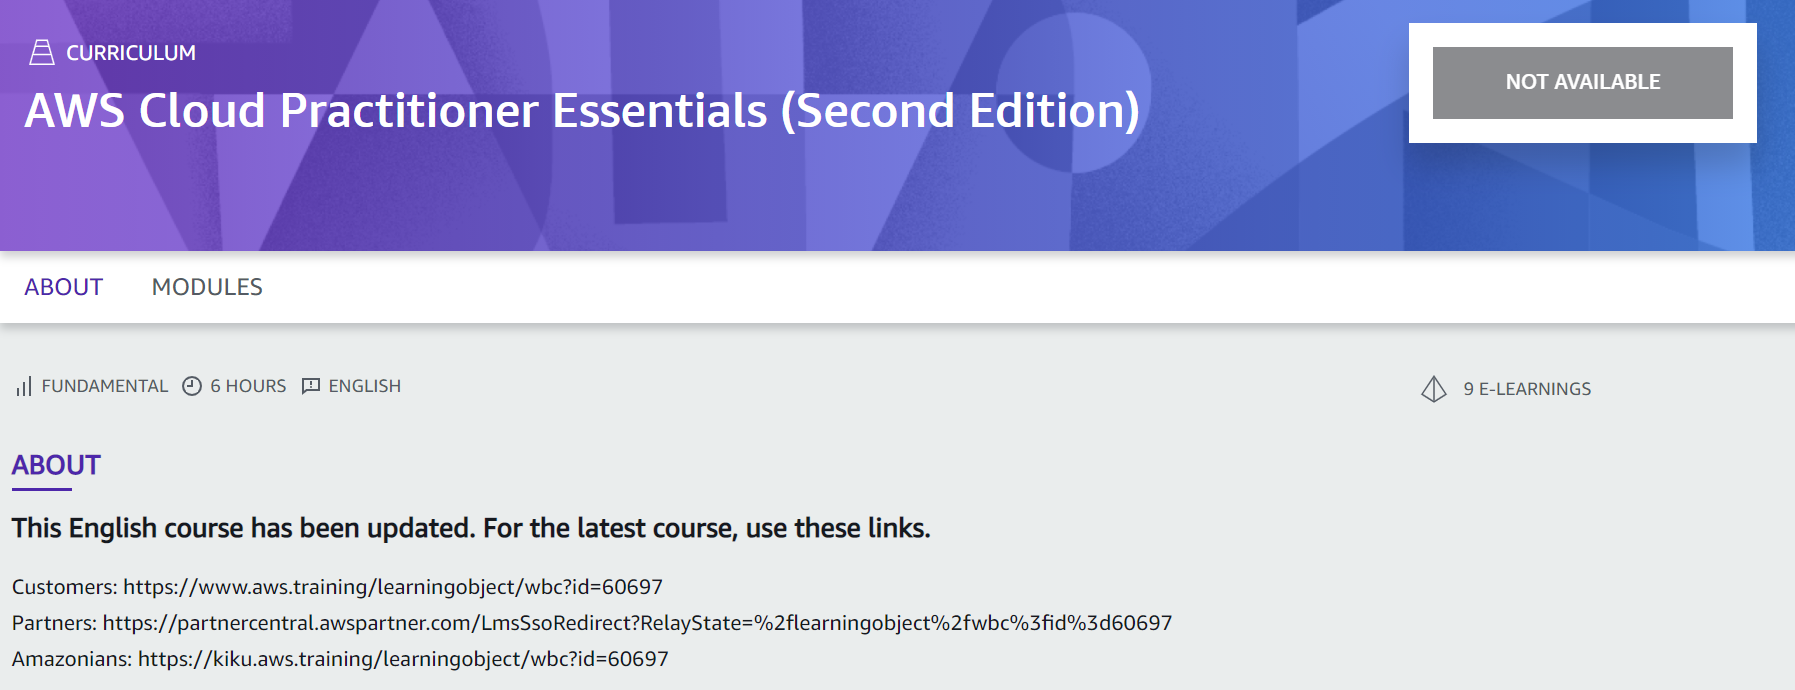 CURRICULUM
AWS Cloud Practitioner Essentials (Second Edition)
NOT AVAILABLE
ABOUT MODULES
FUNDAMENTAL 6 HOURS ENGLISH
9 E-LEARNINGS
ABOUT
This English course has been updated. For the latest course, use these links.
Customers: https://www.aws.training/learningobject/wbc?id=60697
Partners: https://partnercentral.awspartner.com/LmsSsoRedirect?RelayState=%2flearningobject%2fwbc%3fid%3d60697
Amazonians: https://kiku.aws.training/learningobject/wbc?id=60697